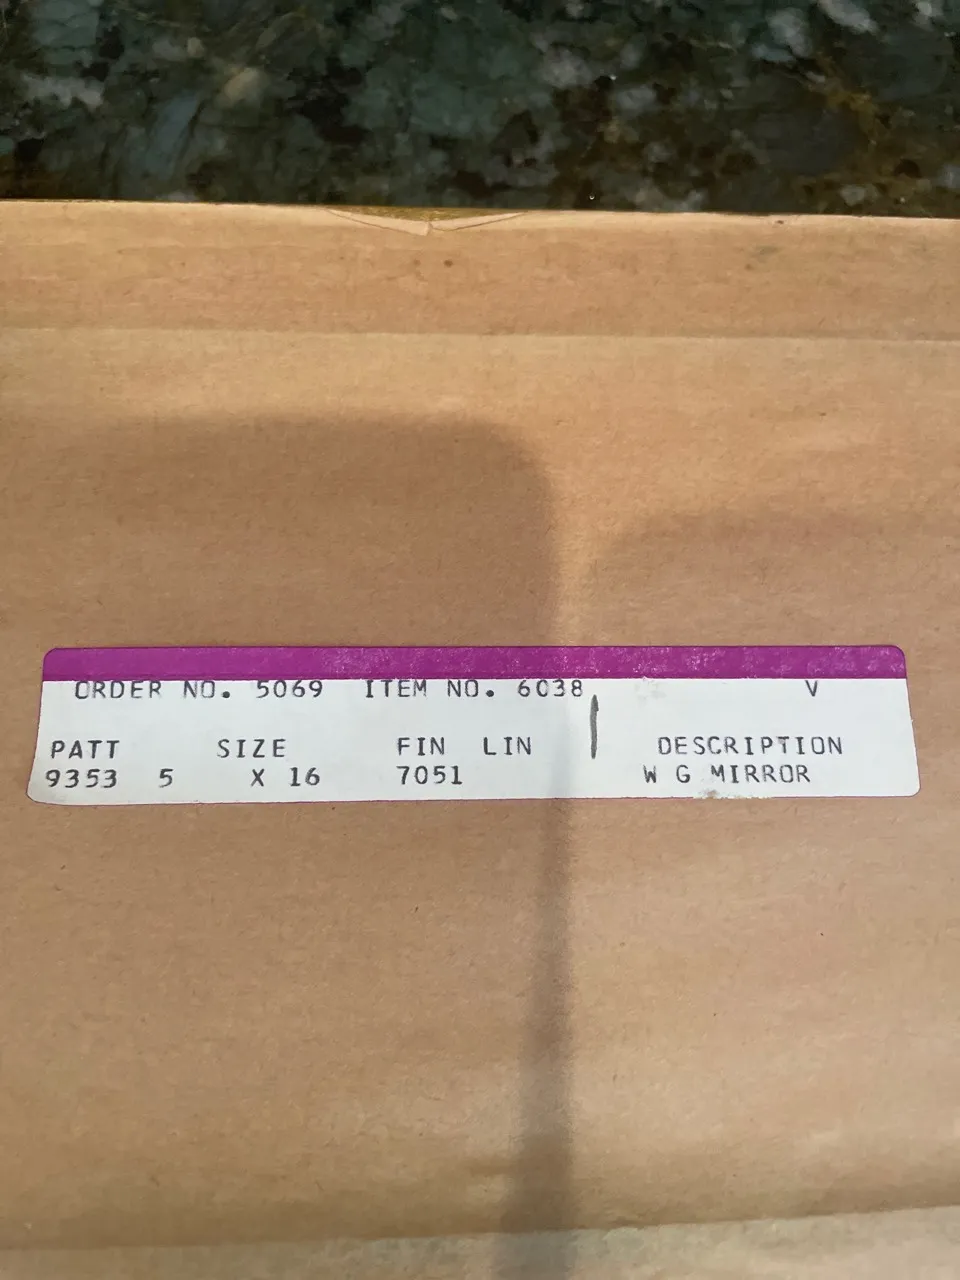 ORDER NO. 5069 ITEM NO. 6038 V
PATT SIZE FIN LIN DESCRIPTION
9353 5 X 16 7051 W G MIRROR